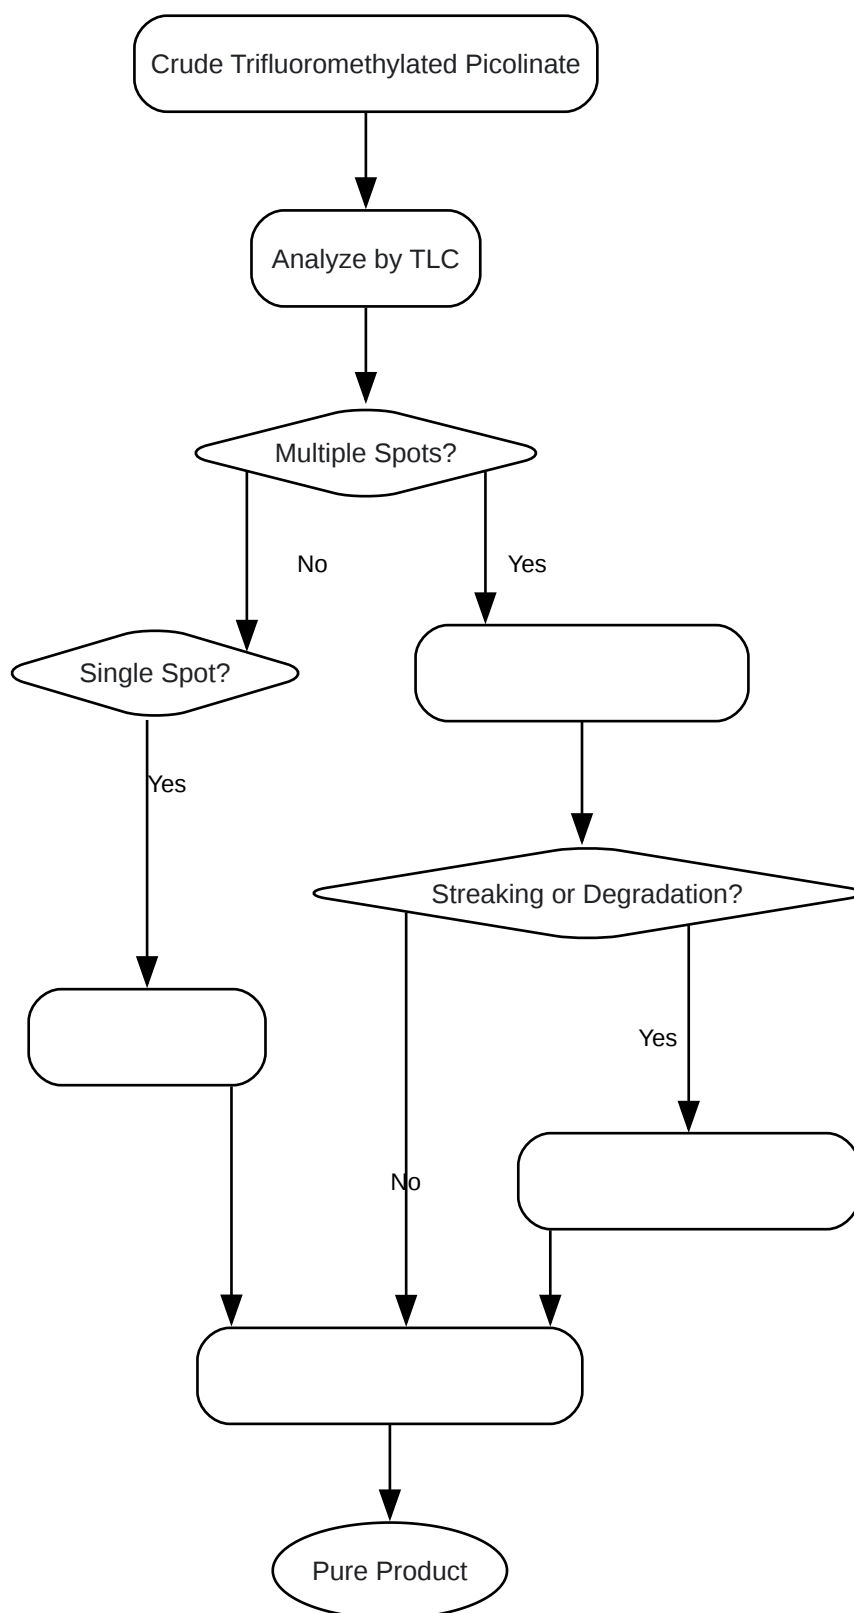 Crude Trifluoromethylated Picolinate
Analyze by TLC
Multiple Spots?
No
Yes
Single Spot?
Yes
Streaking or Degradation?
Yes
No
Pure Product